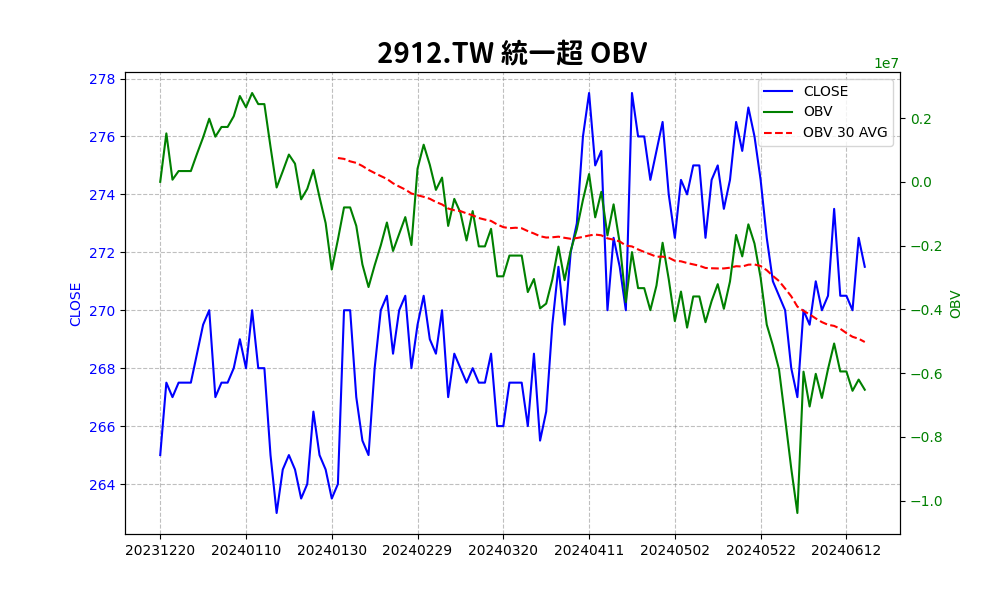 2912.TW 統一超 OBV
1e7
278
276
274
272
270
268
266
264
CLOSE
CLOSE
OBV
OBV 30 AVG
0.2
0.0
−0.2
−0.4
−0.6
−0.8
−1.0
OBV
20231220 20240110 20240130 20240229 20240320 20240411 20240502 20240522 20240612